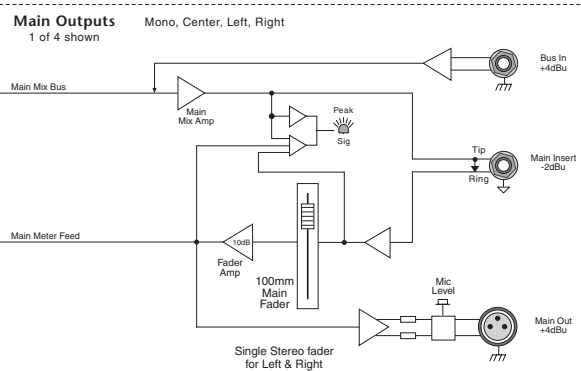 Main Outputs
Mono, Center, Left, Right
1 of 4 shown
Bus In
+4dBu
Main Mix Bus
Main
Mix Amp
Peak
Sig
Tip
Ring
Main Insert
-2dBu
Main Meter Feed
10dB
Fader
Amp
100mm
Main
Fader
Mic
Level
Main Out
+4dBu
Single Stereo fader
for Left & Right